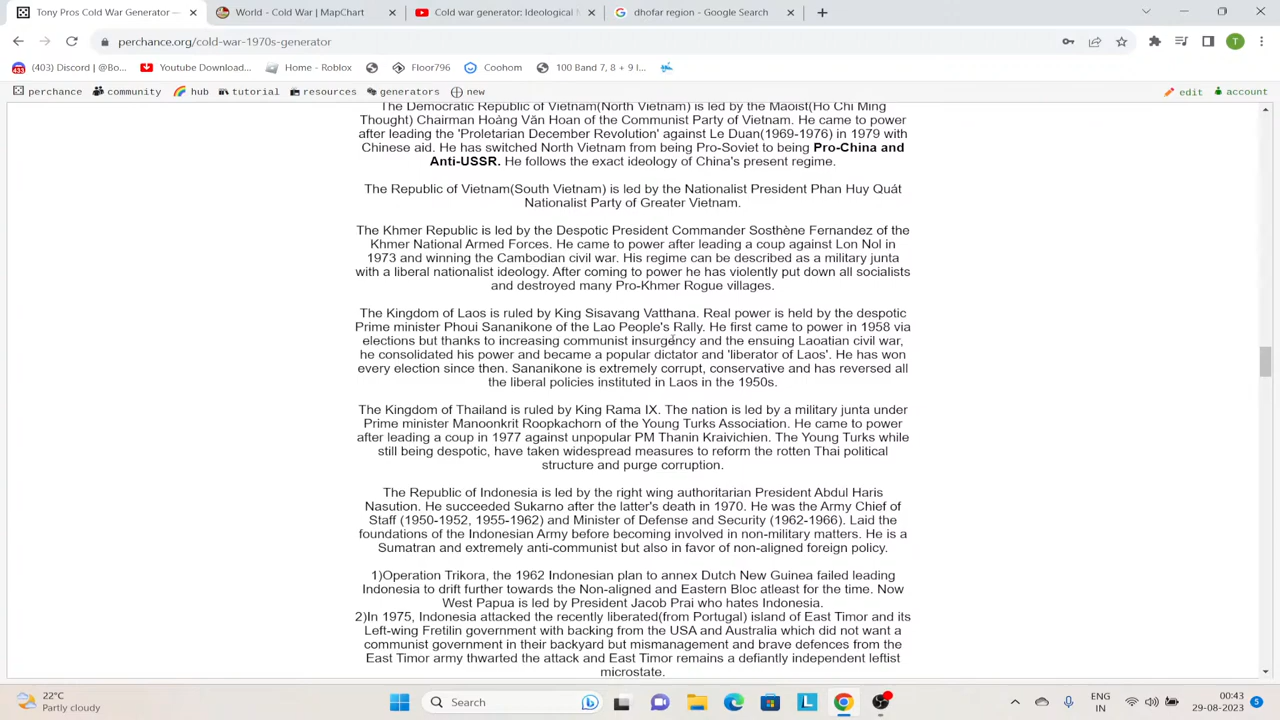 Tony Pros Cold War Generator —
World - Cold War | MapChart
Cold war generator: Ideological
dhofar region - Google Search
perchance.org/cold-war-1970s-generator
T
(403) Discord | @Bo...
Youtube Download...
Home - Roblox
Floor796
Coohom
100 Band 7, 8 + 9 I...
perchance
community
hub
tutorial
resources
generators
new
edit
account
The Democratic Republic of Vietnam(North Vietnam) is led by the Maoist(Ho Chi Ming
Thought) Chairman Hoàng Văn Hoan of the Communist Party of Vietnam. He came to power
after leading the 'Proletarian December Revolution' against Le Duan(1969-1976) in 1979 with
Chinese aid. He has switched North Vietnam from being Pro-Soviet to being Pro-China and
Anti-USSR. He follows the exact ideology of China's present regime.
The Republic of Vietnam(South Vietnam) is led by the Nationalist President Phan Huy Quát
Nationalist Party of Greater Vietnam.
The Khmer Republic is led by the Despotic President Commander Sosthène Fernandez of the
Khmer National Armed Forces. He came to power after leading a coup against Lon Nol in
1973 and winning the Cambodian civil war. His regime can be described as a military junta
with a liberal nationalist ideology. After coming to power he has violently put down all socialists
and destroyed many Pro-Khmer Rogue villages.
The Kingdom of Laos is ruled by King Sisavang Vatthana. Real power is held by the despotic
Prime minister Phoui Sananikone of the Lao People's Rally. He first came to power in 1958 via
elections but thanks to increasing communist insurgency and the ensuing Laoatian civil war,
he consolidated his power and became a popular dictator and 'liberator of Laos'. He has won
every election since then. Sananikone is extremely corrupt, conservative and has reversed all
the liberal policies instituted in Laos in the 1950s.
The Kingdom of Thailand is ruled by King Rama IX. The nation is led by a military junta under
Prime minister Manoonkrit Roopkachorn of the Young Turks Association. He came to power
after leading a coup in 1977 against unpopular PM Thanin Kraivichien. The Young Turks while
still being despotic, have taken widespread measures to reform the rotten Thai political
structure and purge corruption.
The Republic of Indonesia is led by the right wing authoritarian President Abdul Haris
Nasution. He succeeded Sukarno after the latter's death in 1970. He was the Army Chief of
Staff (1950-1952, 1955-1962) and Minister of Defense and Security (1962-1966). Laid the
foundations of the Indonesian Army before becoming involved in non-military matters. He is a
Sumatran and extremely anti-communist but also in favor of non-aligned foreign policy.
1)Operation Trikora, the 1962 Indonesian plan to annex Dutch New Guinea failed leading
Indonesia to drift further towards the Non-aligned and Eastern Bloc atleast for the time. Now
West Papua is led by President Jacob Prai who hates Indonesia.
2)In 1975, Indonesia attacked the recently liberated(from Portugal) island of East Timor and its
Left-wing Fretilin government with backing from the USA and Australia which did not want a
communist government in their backyard but mismanagement and brave defences from the
East Timor army thwarted the attack and East Timor remains a defiantly independent leftist
microstate.
22°C
Partly cloudy
Search
L
ENG
IN
00:43
29-08-2023
5